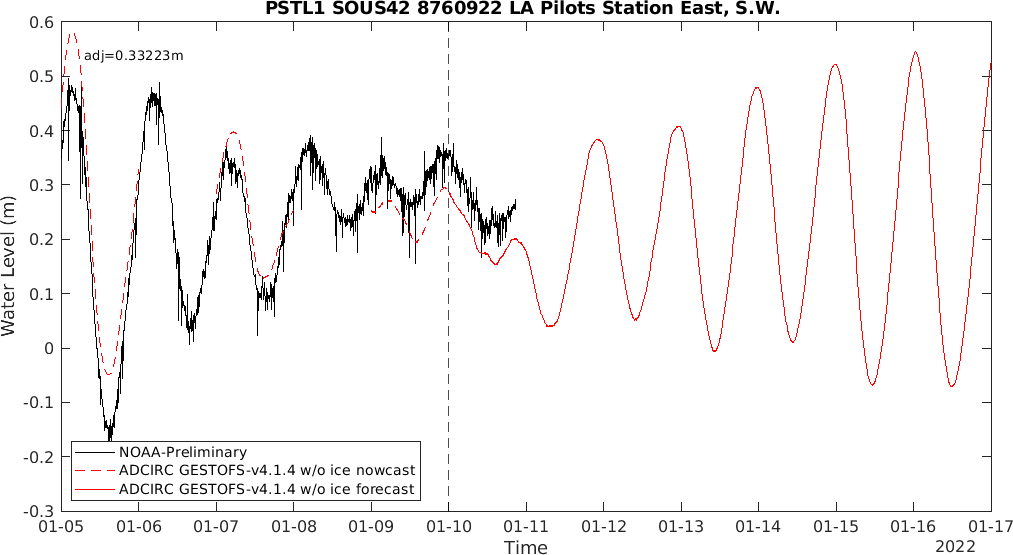 PSTL1 SOUS42 8760922 LA Pilots Station East, S.W.
adj=0.33223m
Water Level (m)
0.6
0.5
0.4
0.3
0.2
0.1
0
-0.1
-0.2
-0.3
NOAA-Preliminary
ADCIRC GESTOFS-v4.1.4 w/o ice nowcast
ADCIRC GESTOFS-v4.1.4 w/o ice forecast
01-05 01-06 01-07 01-08 01-09 01-10 01-11 01-12 01-13 01-14 01-15 01-16 01-17
Time
2022